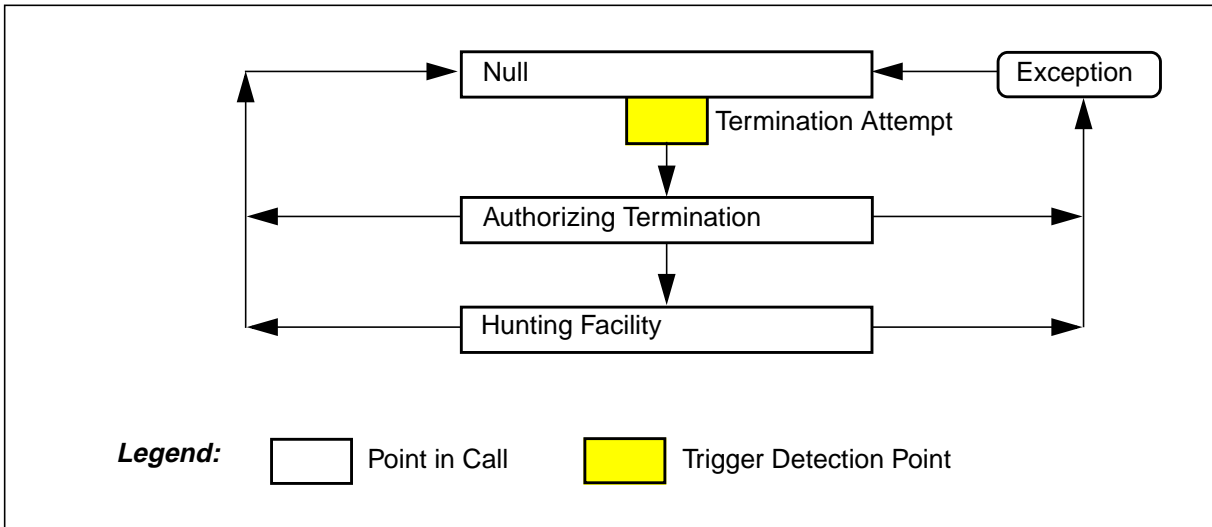 Null
Exception
Termination Attempt
Authorizing Termination
Hunting Facility
Legend:
Point in Call
Trigger Detection Point